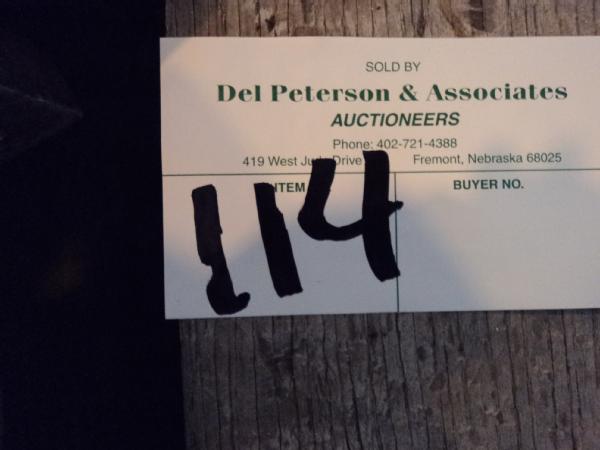 SOLD BY
Del Peterson & Associates
AUCTIONEERS
Phone: 402-721-4388
419 West Drive Fremont, Nebraska 68025
ITEM BUYER NO.
114